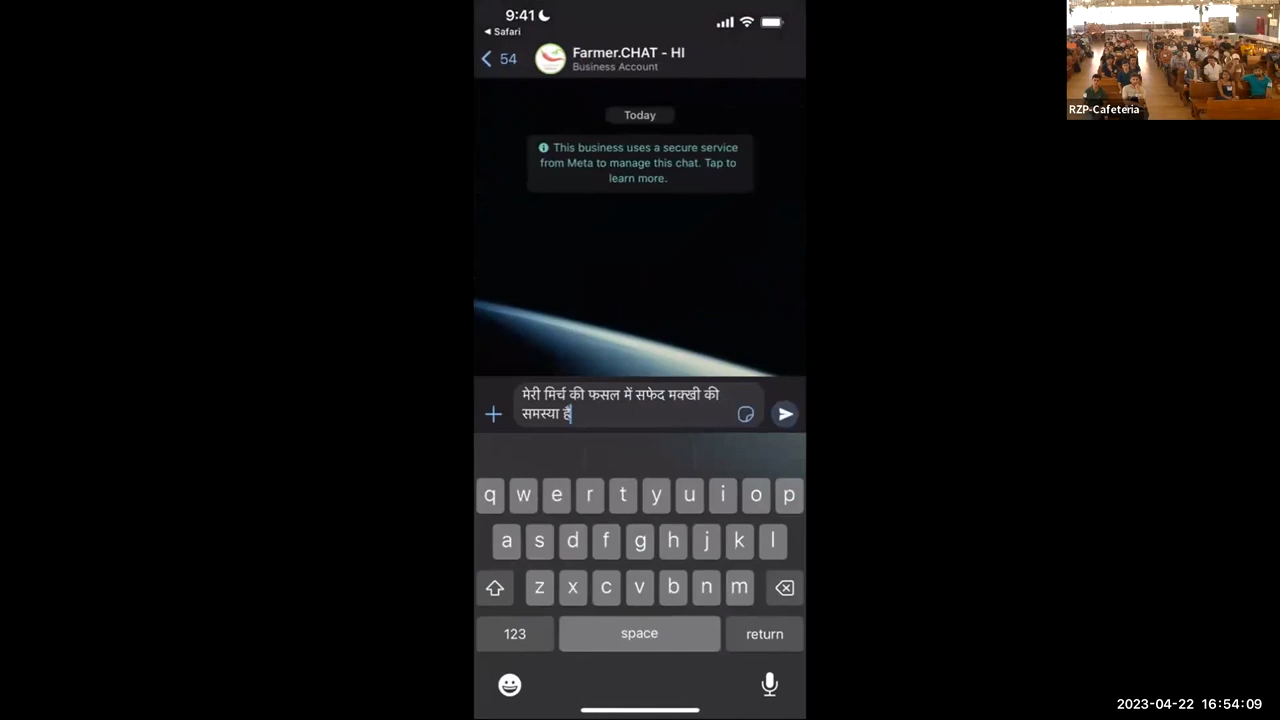 9:41
◀ Safari
54
Farmer.CHAT - HI
Business Account
RZP-Cafeteria
Today
This business uses a secure service
from Meta to manage this chat. Tap to
learn more.
मेरी मिर्च की फसल में सफेद मक्खी की
समस्या है
q w e r t y u i o p
a s d f g h j k l
z x c v b n m
123 space return
2023-04-22 16:54:09